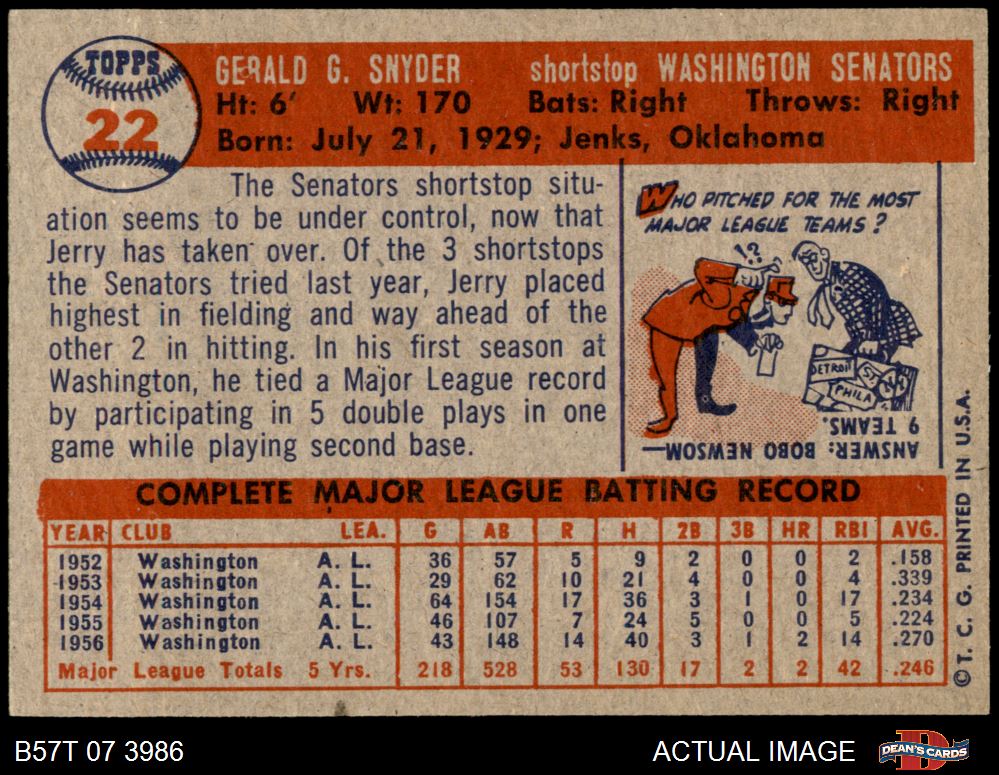 TOPPS
22
GERALD G. SNYDER shortstop WASHINGTON SENATORS
Ht: 6' Wt: 170 Bats: Right Throws: Right
Born: July 21, 1929; Jenks, Oklahoma
The Senators shortstop situ-
ation seems to be under control, now that
Jerry has taken over. Of the 3 shortstops
the Senators tried last year, Jerry placed
highest in fielding and way ahead of the
other 2 in hitting. In his first season at
Washington, he tied a Major League record
by participating in 5 double plays in one
game while playing second base.
WHO PITCHED FOR THE MOST
MAJOR LEAGUE TEAMS?
!?
DETROIT
ST.
PHILA
ANSWER: BOBO NEWSOM—
9 TEAMS.
COMPLETE MAJOR LEAGUE BATTING RECORD
YEAR CLUB LEA. G AB R H 2B 3B HR RBI AVG.
1952 Washington A. L. 36 57 5 9 2 0 0 2 .158
1953 Washington A. L. 29 62 10 21 4 0 0 4 .339
1954 Washington A. L. 64 154 17 36 3 1 0 17 .234
1955 Washington A. L. 46 107 7 24 5 0 0 5 .224
1956 Washington A. L. 43 148 14 40 3 1 2 14 .270
Major League Totals 5 Yrs. 218 528 53 130 17 2 2 42 .246
© T. C. G. PRINTED IN U.S.A.
B57T 07 3986 ACTUAL IMAGE DEAN'S CARDS